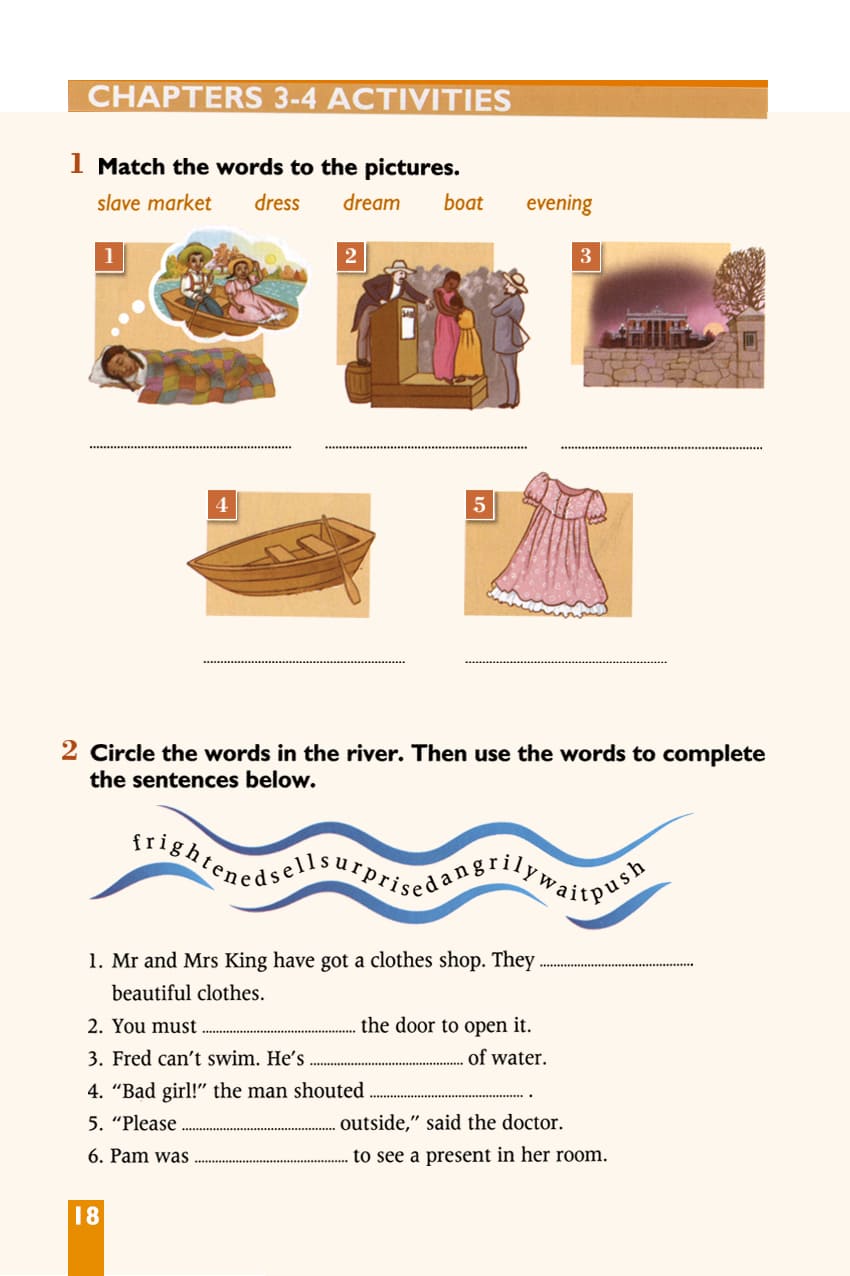 CHAPTERS 3-4 ACTIVITIES
1 Match the words to the pictures.
slave market dress dream boat evening
1 2 3
4 5
2 Circle the words in the river. Then use the words to complete
the sentences below.
frightenedsellsurprisedangrilywaitpush
1. Mr and Mrs King have got a clothes shop. They ............................................
beautiful clothes.
2. You must ............................................ the door to open it.
3. Fred can't swim. He's ............................................ of water.
4. “Bad girl!” the man shouted ............................................ .
5. “Please ............................................ outside,” said the doctor.
6. Pam was ............................................ to see a present in her room.
18